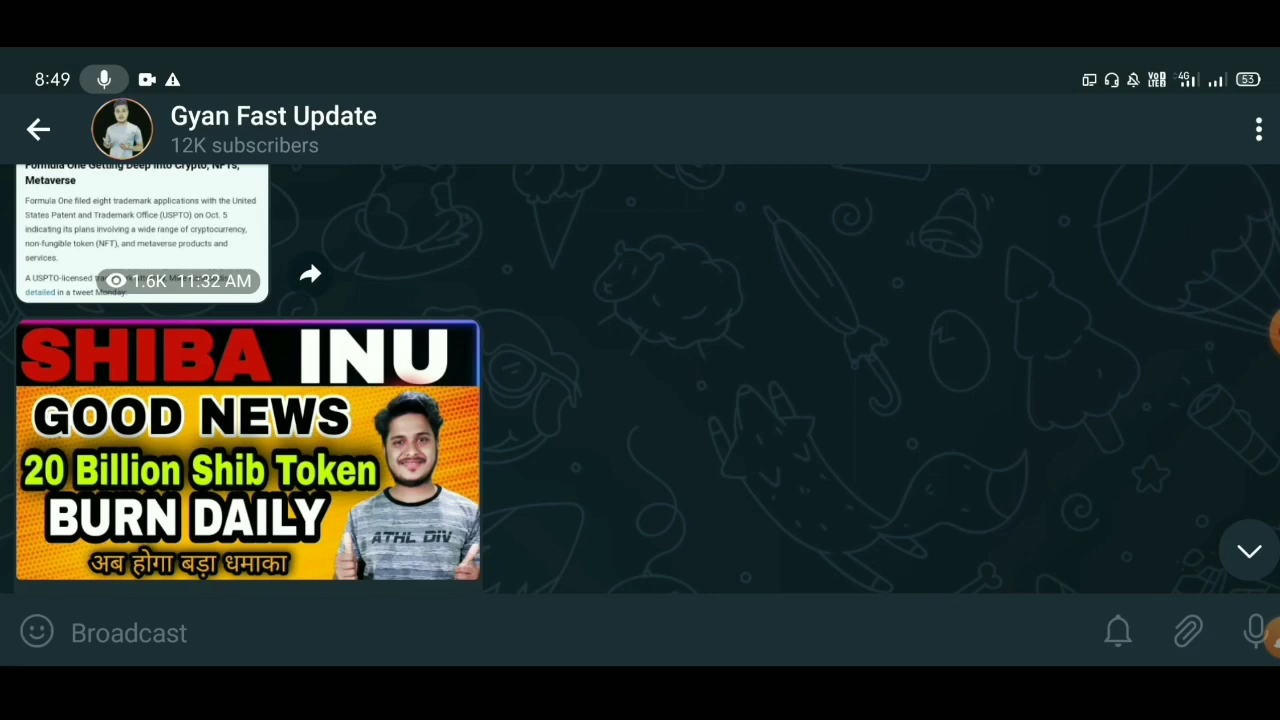 8:49
VoD LTE2 4G 53
Gyan Fast Update
12K subscribers
Formula One Getting Deep into Crypto, NFTs,
Metaverse
Formula One filed eight trademark applications with the United
States Patent and Trademark Office (USPTO) on Oct. 5
indicating its plans involving a wide range of cryptocurrency,
non-fungible token (NFT), and metaverse products and
services.
A USPTO-licensed
1.6K 11:32 AM
detailed in a tweet Monday:
SHIBA INU
GOOD NEWS
20 Billion Shib Token
BURN DAILY
ATHL DIV
अब होगा बड़ा धमाका
Broadcast